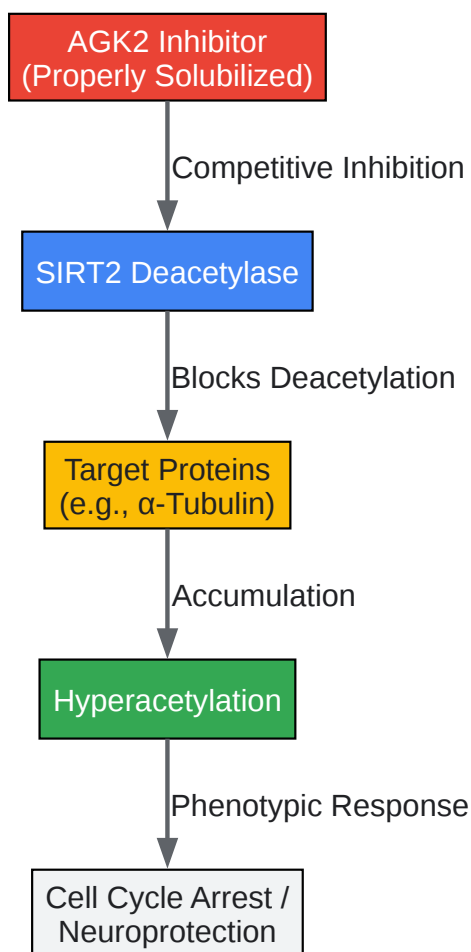 AGK2 Inhibitor
(Properly Solubilized)
Competitive Inhibition
SIRT2 Deacetylase
Blocks Deacetylation
Target Proteins
(e.g., α-Tubulin)
Accumulation
Hyperacetylation
Phenotypic Response
Cell Cycle Arrest /
Neuroprotection